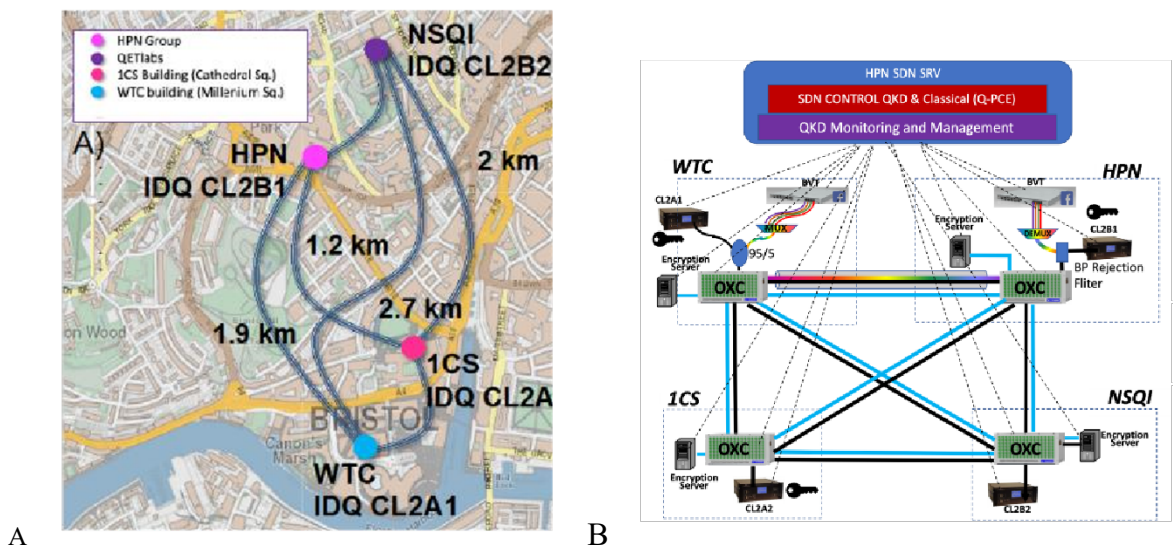 HPN Group
QETlabs
1CS Building (Cathedral Sq.)
WTC building (Millenium Sq.)
A)
NSQI
IDQ CL2B2
HPN
IDQ CL2B1
2 km
1.2 km
2.7 km
1.9 km
1CS
IDQ CL2A
BRISTOL
Canon's
Marsh
WTC
IDQ CL2A1
A
HPN SDN SRV
SDN CONTROL QKD & Classical (Q-PCE)
QKD Monitoring and Management
WTC
HPN
BVT
BVT
CL2A1
MUX
Encryption
Server
DEMUX
CL2B1
95/5
Encryption
Server
BP Rejection
Fliter
OXC
OXC
1CS
NSQI
Encryption
Server
OXC
OXC
Encryption
Server
CL2A2
CL2B2
B